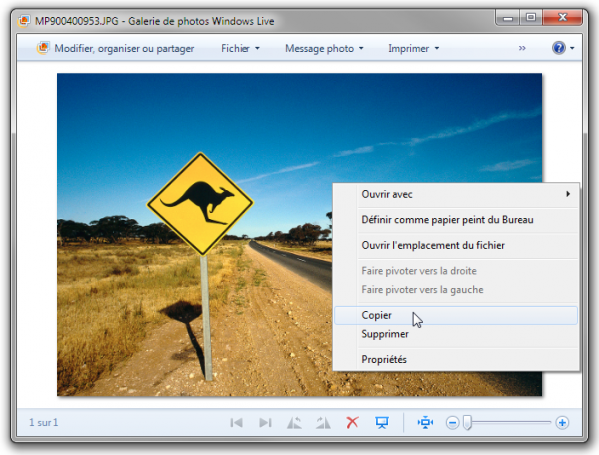 MP900400953.JPG - Galerie de photos Windows Live
Modifier, organiser ou partager Fichier Message photo Imprimer »
Ouvrir avec
Définir comme papier peint du Bureau
Ouvrir l'emplacement du fichier
Faire pivoter vers la droite
Faire pivoter vers la gauche
Copier
Supprimer
Propriétés
1 sur 1